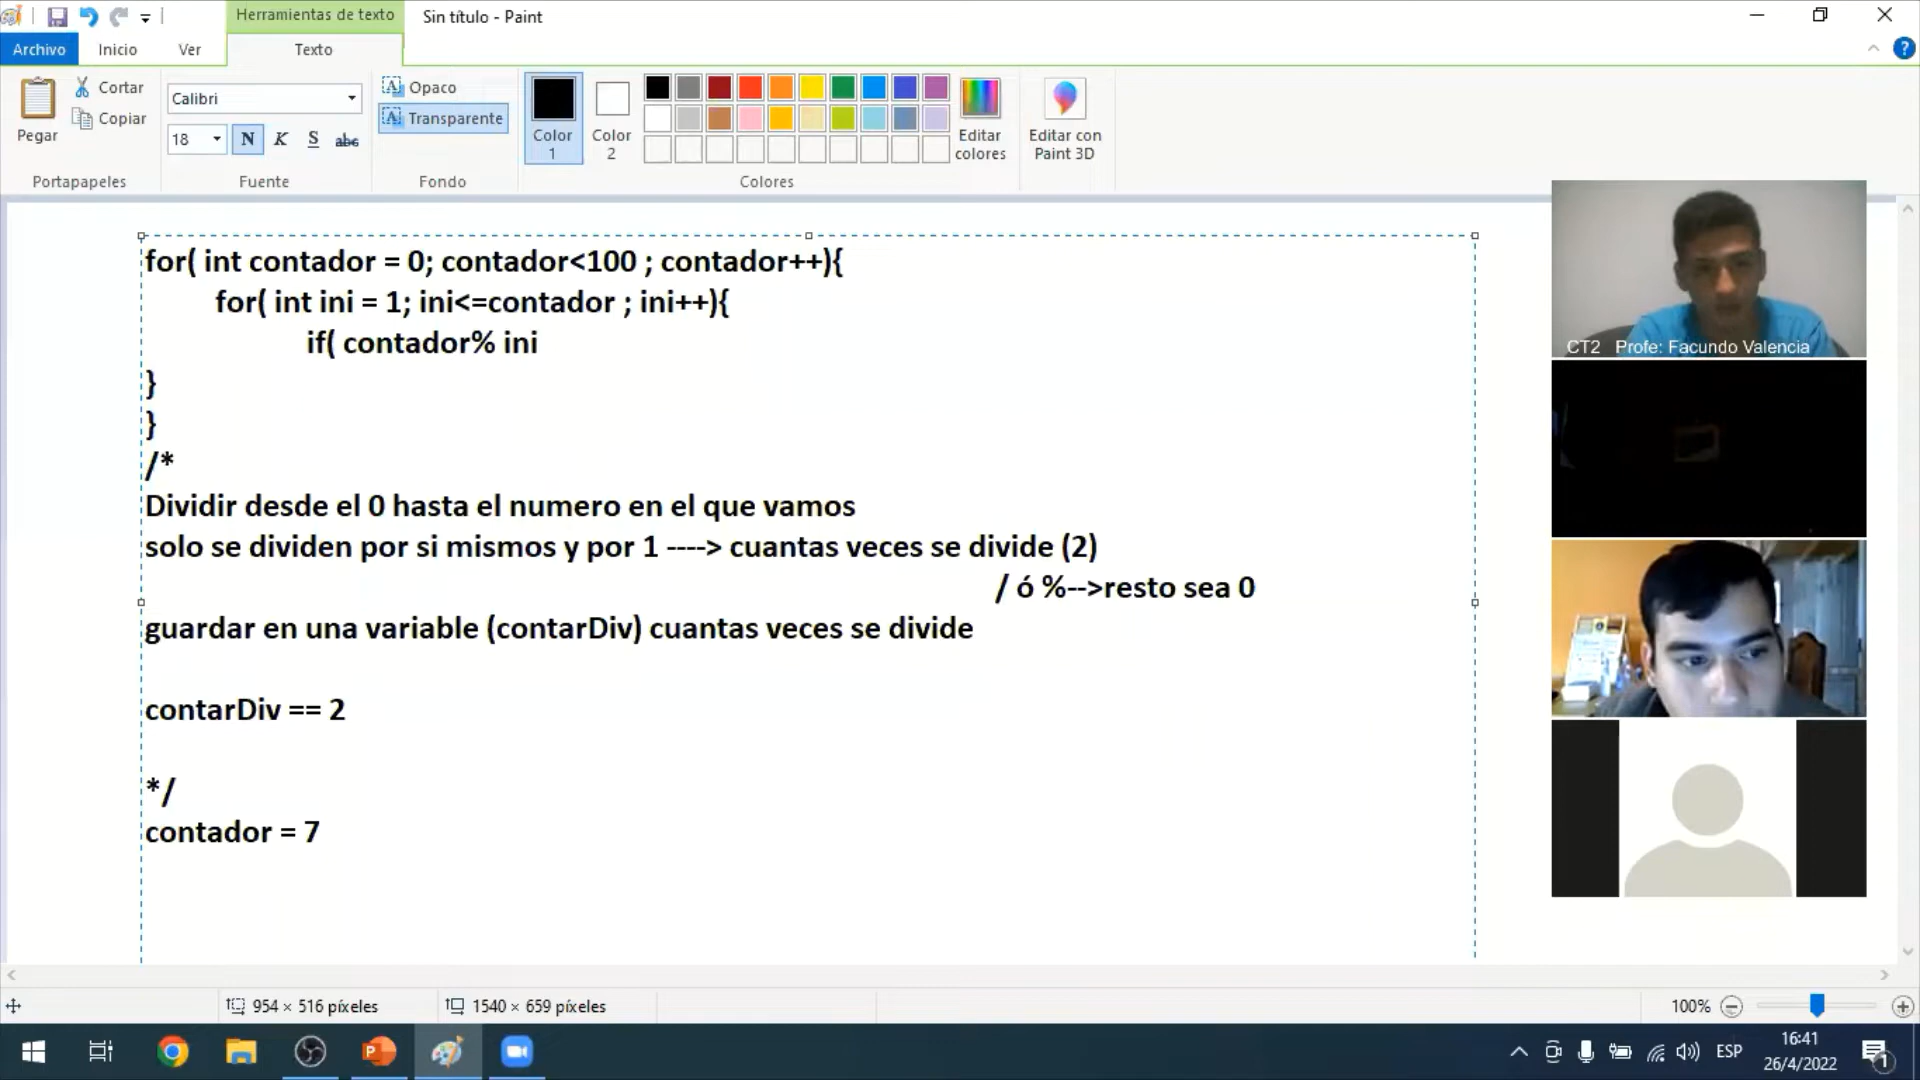 Herramientas de texto
Sin título - Paint
Archivo
Inicio
Ver
Texto
Pegar
Cortar
Copiar
Portapapeles
Calibri
18
N
K
S
abc
Fuente
Opaco
Transparente
Fondo
Color
1
Color
2
Editar
colores
Colores
Editar con
Paint 3D
for( int contador = 0; contador<100 ; contador++){
for( int ini = 1; ini<=contador ; ini++){
if( contador% ini
}
}
/*
Dividir desde el 0 hasta el numero en el que vamos
solo se dividen por si mismos y por 1 ----> cuantas veces se divide (2)
/ ó %-->resto sea 0
guardar en una variable (contarDiv) cuantas veces se divide
contarDiv == 2
*/
contador = 7
CT2 Profe: Facundo Valencia
954 × 516 píxeles
1540 × 659 píxeles
100%
ESP
16:41
26/4/2022
1